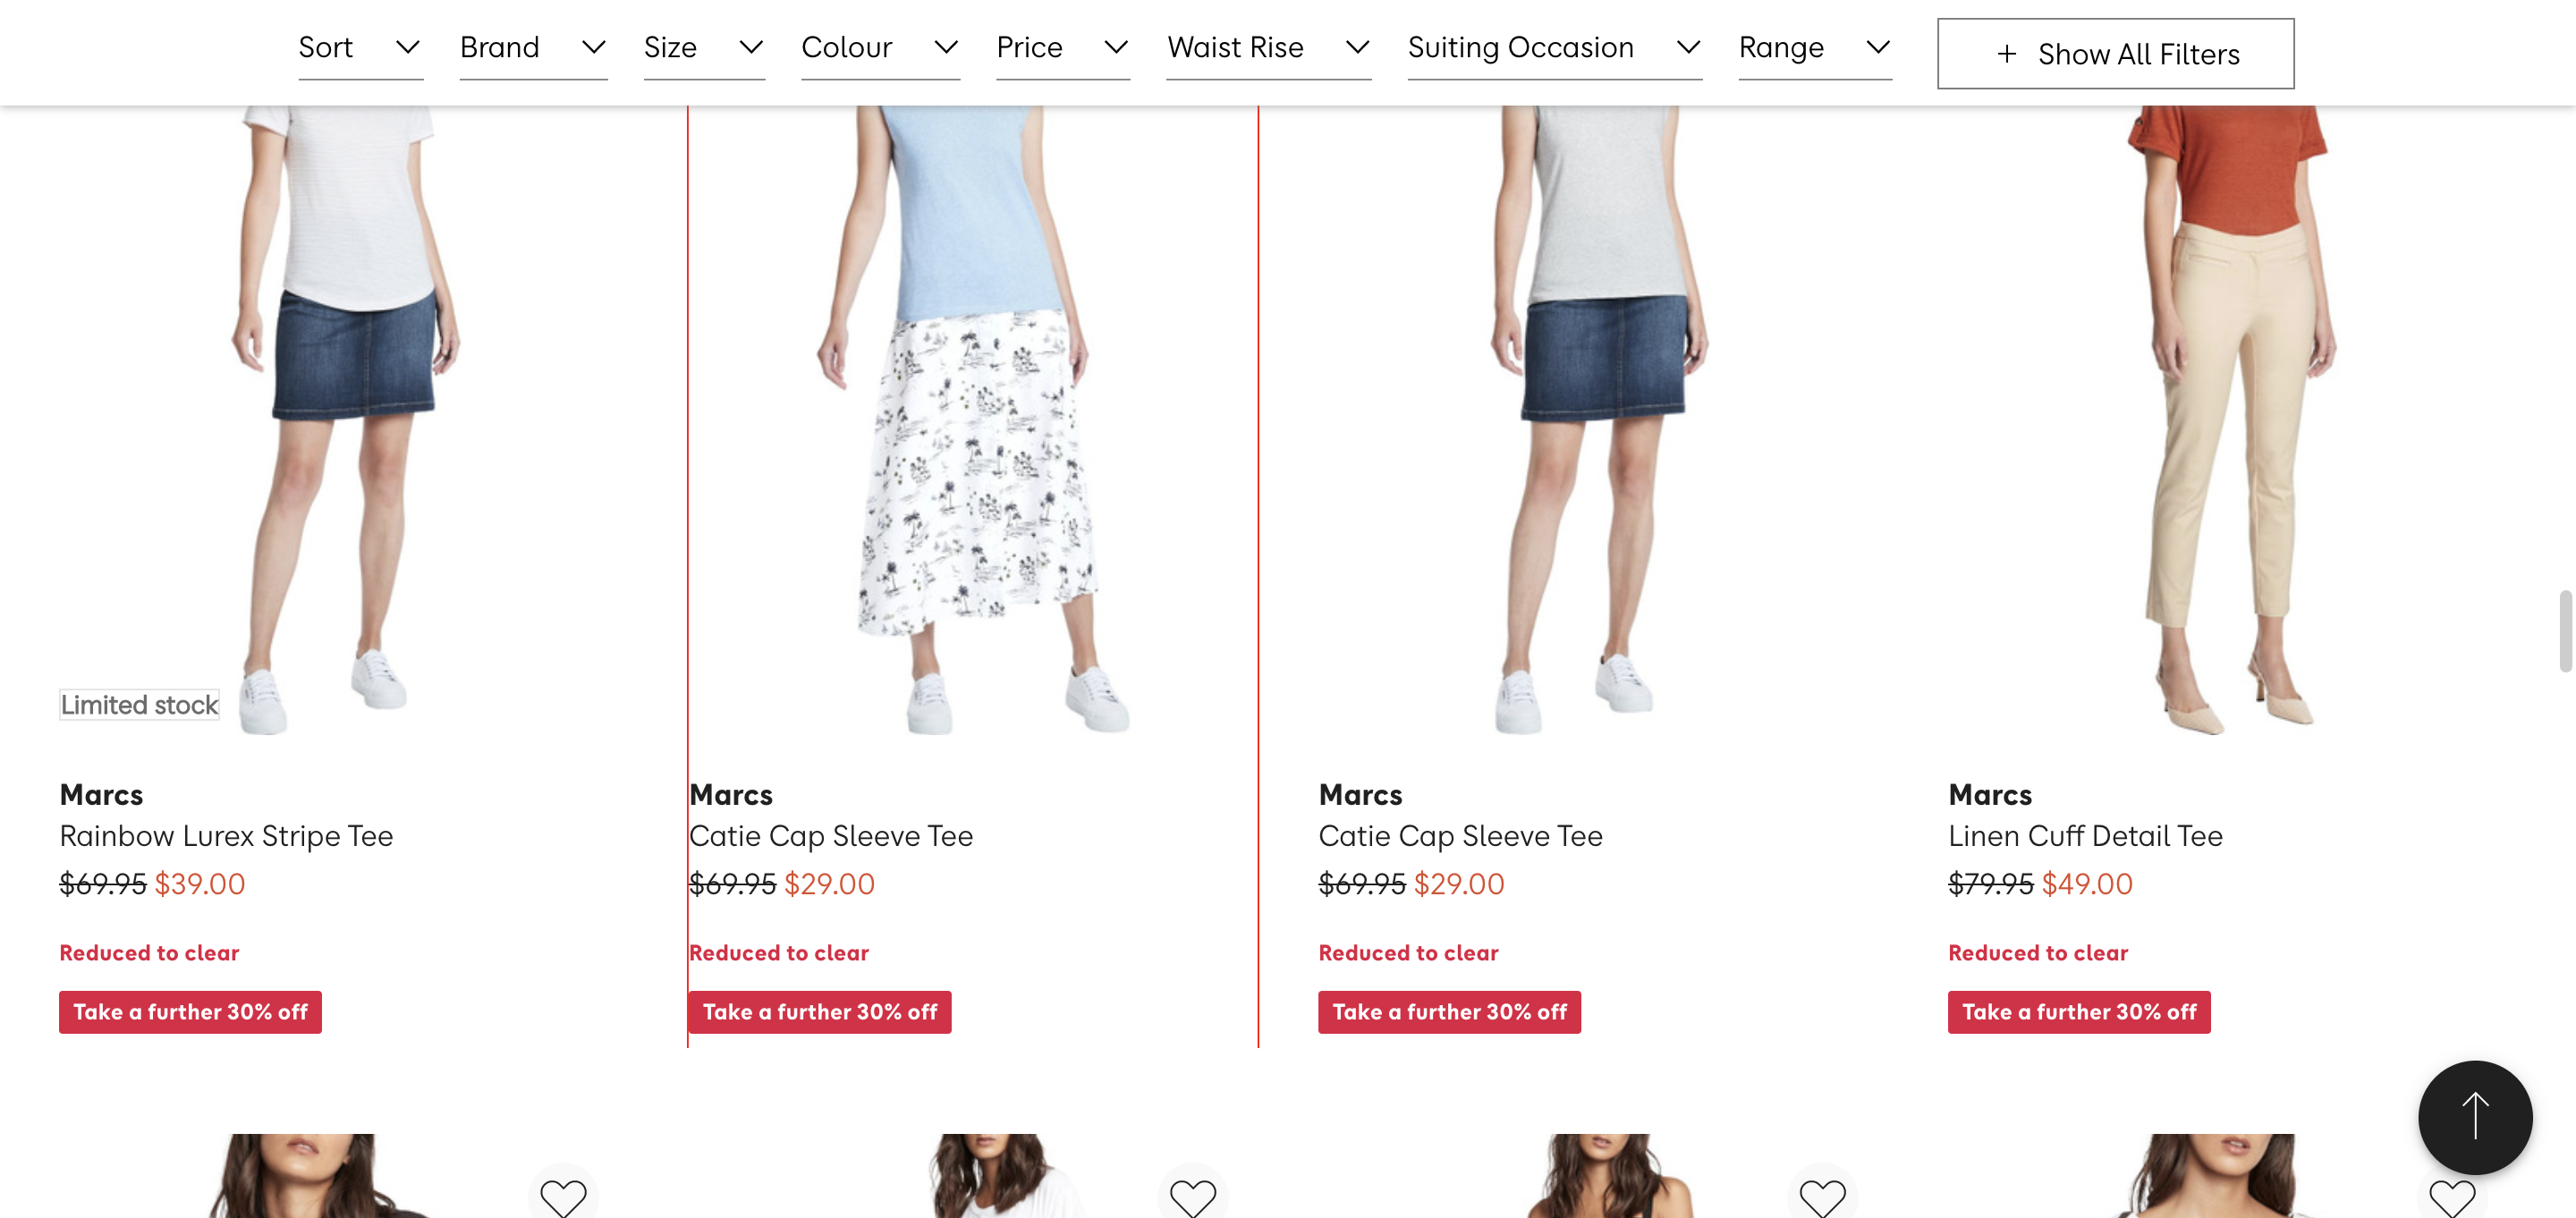 Sort Brand Size Colour Price Waist Rise Suiting Occasion Range + Show All Filters
Limited stock
Marcs
Rainbow Lurex Stripe Tee
$69.95 $39.00
Reduced to clear
Take a further 30% off
Marcs
Catie Cap Sleeve Tee
$69.95 $29.00
Reduced to clear
Take a further 30% off
Marcs
Catie Cap Sleeve Tee
$69.95 $29.00
Reduced to clear
Take a further 30% off
Marcs
Linen Cuff Detail Tee
$79.95 $49.00
Reduced to clear
Take a further 30% off